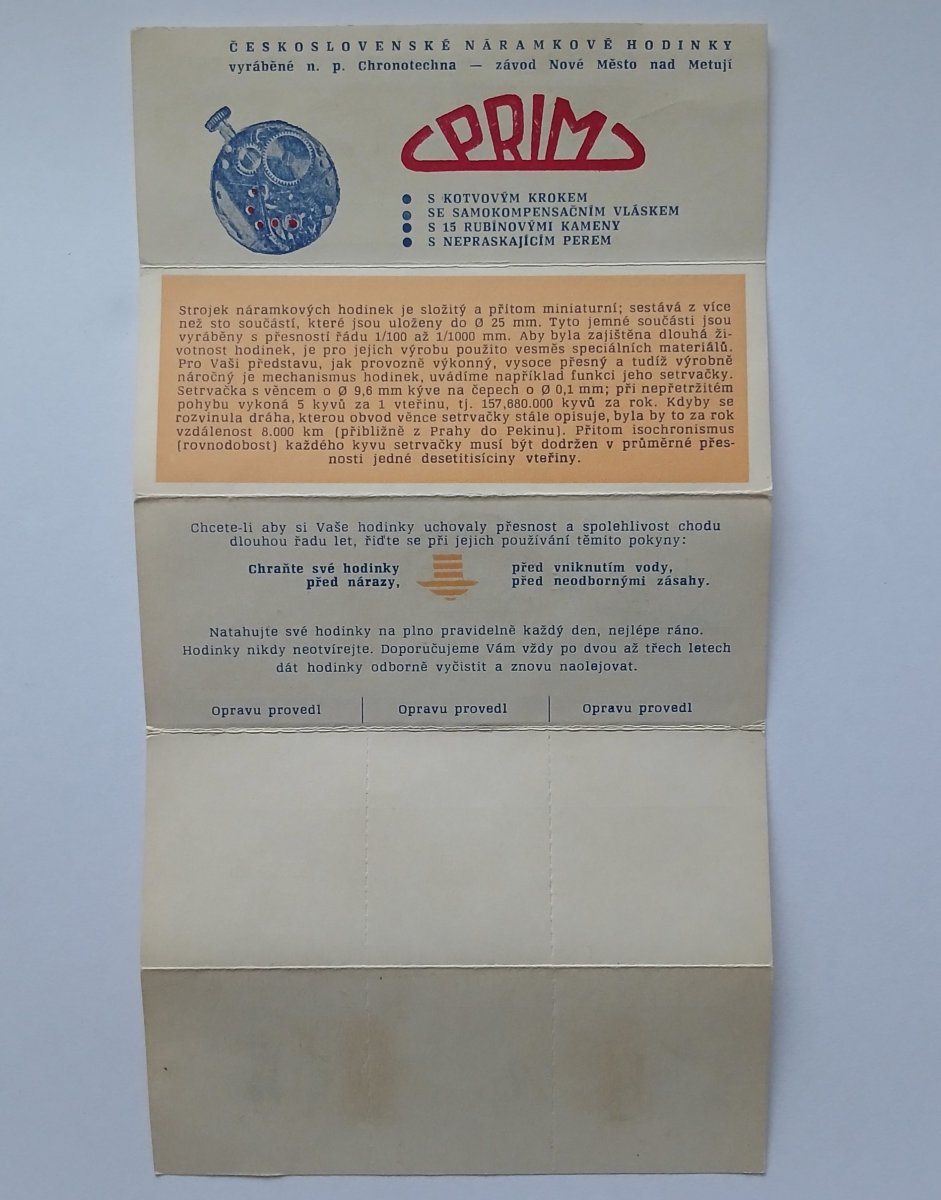 ČESKOSLOVENSKÉ NÁRAMKOVÉ HODINKY
vyráběné n. p. Chronotechna — závod Nové Město nad Metují
PRIM
● S KOTVOVÝM KROKEM
● SE SAMOKOMPENSAČNÍM VLÁSKEM
● S 15 RUBÍNOVÝMI KAMENY
● S NEPRASKAJÍCÍM PEREM
Strojek náramkových hodinek je složitý a přitom miniaturní; sestává z více
než sto součástí, které jsou uloženy do Ø 25 mm. Tyto jemné součásti jsou
vyráběny s přesností řádu 1/100 až 1/1000 mm. Aby byla zajištěna dlouhá ži-
votnost hodinek, je pro jejich výrobu použito vesměs speciálních materiálů.
Pro Vaši představu, jak provozně výkonný, vysoce přesný a tudíž výrobně
náročný je mechanismus hodinek, uvádíme například funkci jeho setrvačky.
Setrvačka s věncem o Ø 9,6 mm kýve na čepech o Ø 0,1 mm; při nepřetržitém
pohybu vykoná 5 kyvů za 1 vteřinu, tj. 157,680.000 kyvů za rok. Kdyby se
rozvinula dráha, kterou obvod věnce setrvačky stále opisuje, byla by to za rok
vzdálenost 8.000 km (přibližně z Prahy do Pekinu). Přitom isochronismus
(rovnodobost) každého kyvu setrvačky musí být dodržen v průměrné přes-
nosti jedné desetitisíciny vteřiny.
Chcete-li aby si Vaše hodinky uchovaly přesnost a spolehlivost chodu
dlouhou řadu let, řiďte se při jejich používání těmito pokyny:
Chraňte své hodinky před vniknutím vody,
před nárazy, před neodbornými zásahy.
Natahujte své hodinky na plno pravidelně každý den, nejlépe ráno.
Hodinky nikdy neotvírejte. Doporučujeme Vám vždy po dvou až třech letech
dát hodinky odborně vyčistit a znovu naolejovat.
Opravu provedl Opravu provedl Opravu provedl